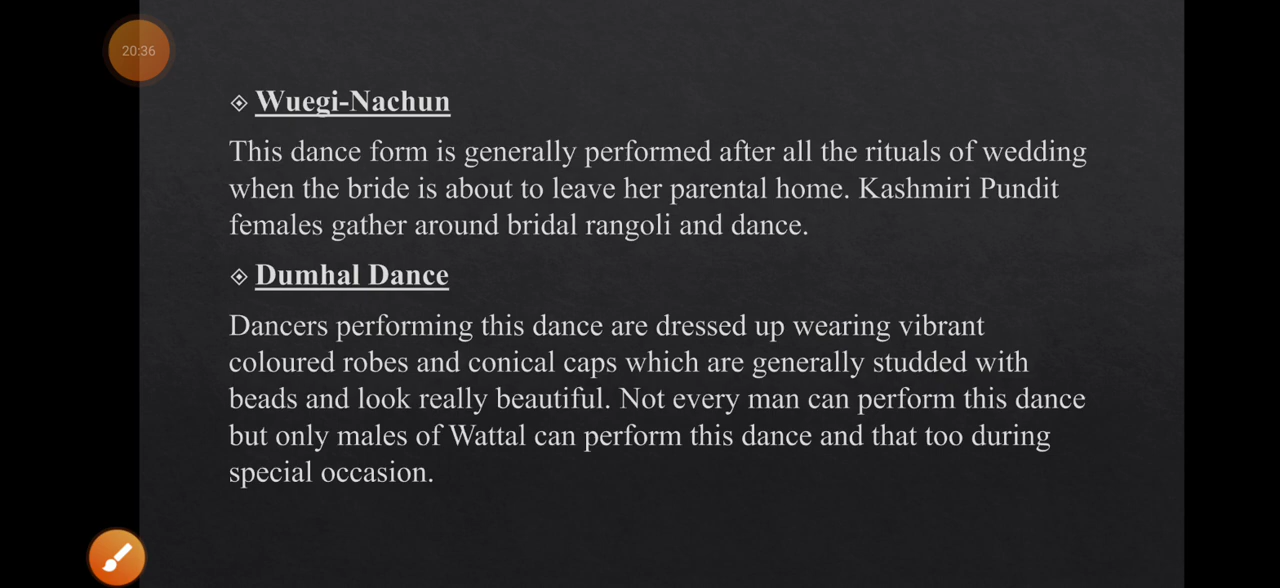 20:36
Wuegi-Nachun
This dance form is generally performed after all the rituals of wedding
when the bride is about to leave her parental home. Kashmiri Pundit
females gather around bridal rangoli and dance.
Dumhal Dance
Dancers performing this dance are dressed up wearing vibrant
coloured robes and conical caps which are generally studded with
beads and look really beautiful. Not every man can perform this dance
but only males of Wattal can perform this dance and that too during
special occasion.